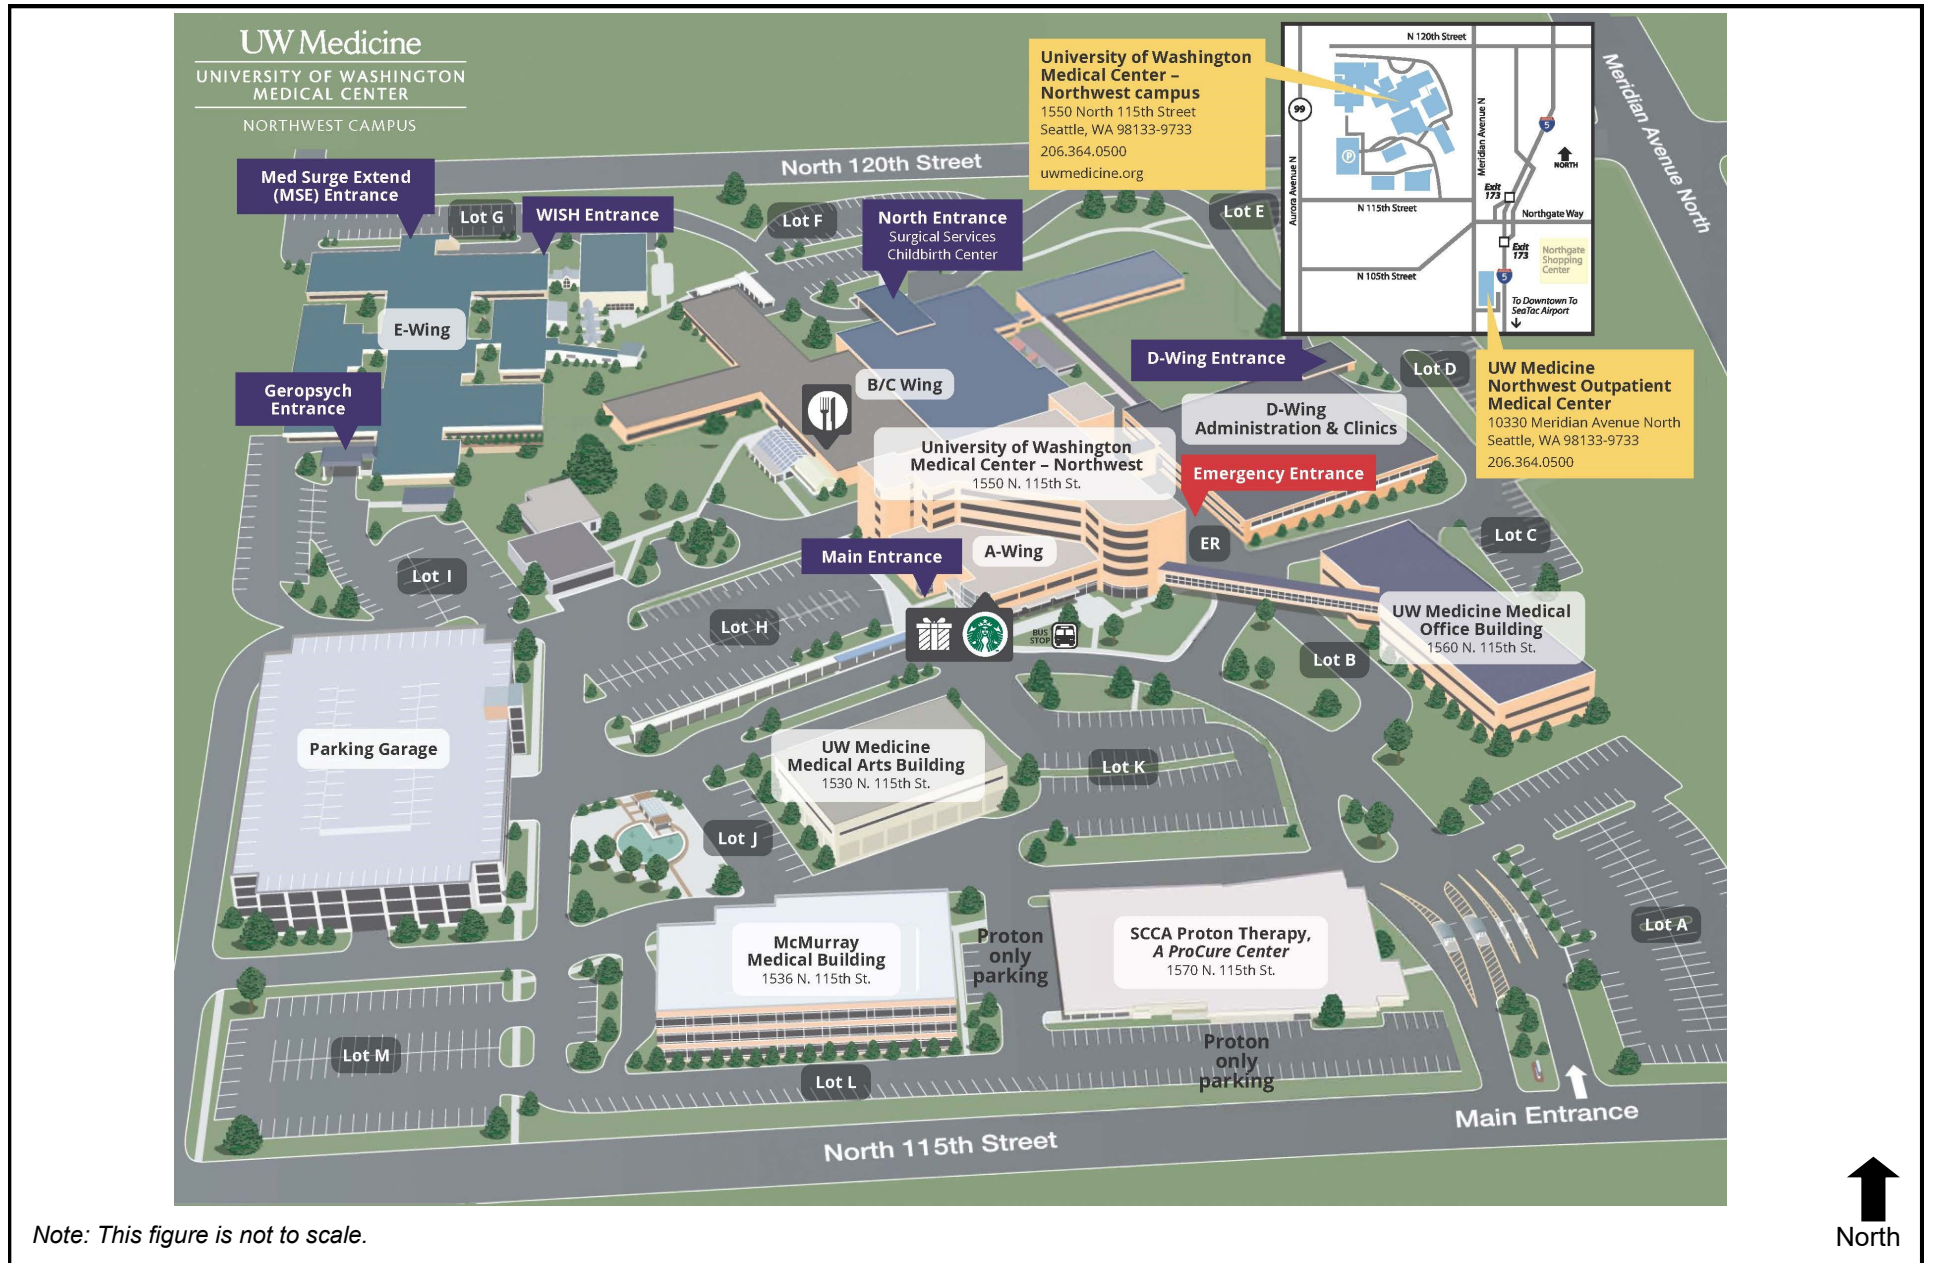 UW Medicine
UNIVERSITY OF WASHINGTON
MEDICAL CENTER
NORTHWEST CAMPUS
University of Washington
Medical Center –
Northwest campus
1550 North 115th Street
Seattle, WA 98133-9733
206.364.0500
uwmedicine.org
N 120th Street
99
Aurora Avenue N
Meridian Avenue N
5
NORTH
P
Exit
173
N 115th Street
Northgate Way
Exit
173
Northgate
Shopping
Center
N 105th Street
5
To Downtown To
SeaTac Airport
Meridian Avenue North
North 120th Street
Med Surge Extend
(MSE) Entrance
Lot G
WISH Entrance
Lot F
North Entrance
Surgical Services
Childbirth Center
Lot E
E-Wing
Geropsych
Entrance
B/C Wing
D-Wing Entrance
Lot D
UW Medicine
Northwest Outpatient
Medical Center
10330 Meridian Avenue North
Seattle, WA 98133-9733
206.364.0500
D-Wing
Administration & Clinics
University of Washington
Medical Center – Northwest
1550 N. 115th St.
Emergency Entrance
ER
Lot C
Main Entrance
A-Wing
Lot I
Lot H
BUS
STOP
UW Medicine Medical
Office Building
1560 N. 115th St.
Lot B
Parking Garage
UW Medicine
Medical Arts Building
1530 N. 115th St.
Lot K
Lot J
McMurray
Medical Building
1536 N. 115th St.
Proton
only
parking
SCCA Proton Therapy,
A ProCure Center
1570 N. 115th St.
Lot A
Lot M
Lot L
Proton
only
parking
Main Entrance
North 115th Street
Note: This figure is not to scale.
North